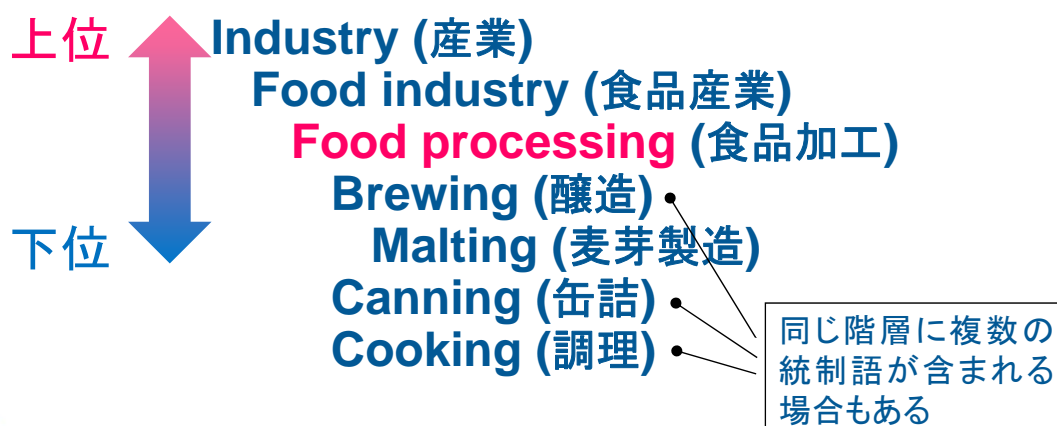 上位
Industry (産業)
Food industry (食品産業)
Food processing (食品加工)
Brewing (醸造)
下位
Malting (麦芽製造)
Canning (缶詰)
Cooking (調理)
同じ階層に複数の
統制語が含まれる
場合もある